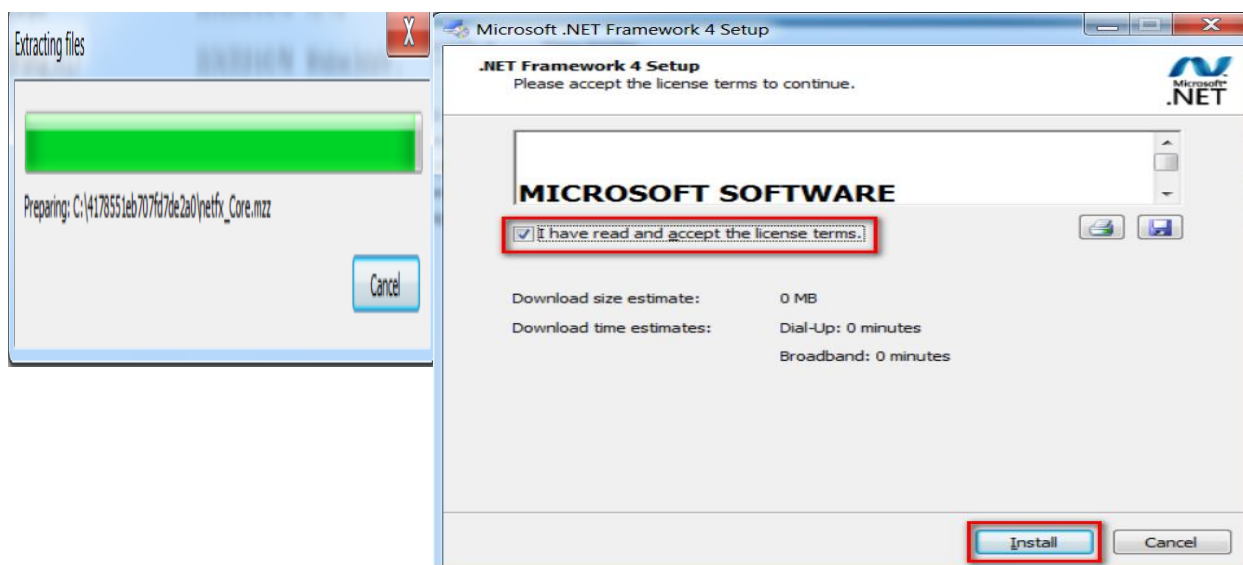 Extracting files
X
Preparing: C:\4178551eb707fd7de2a0\netfx_Core.mzz
Cancel
Microsoft .NET Framework 4 Setup
.NET Framework 4 Setup
Please accept the license terms to continue.
Microsoft
.NET
MICROSOFT SOFTWARE
I have read and accept the license terms.
Download size estimate: 0 MB
Download time estimates: Dial-Up: 0 minutes
Broadband: 0 minutes
Install Cancel